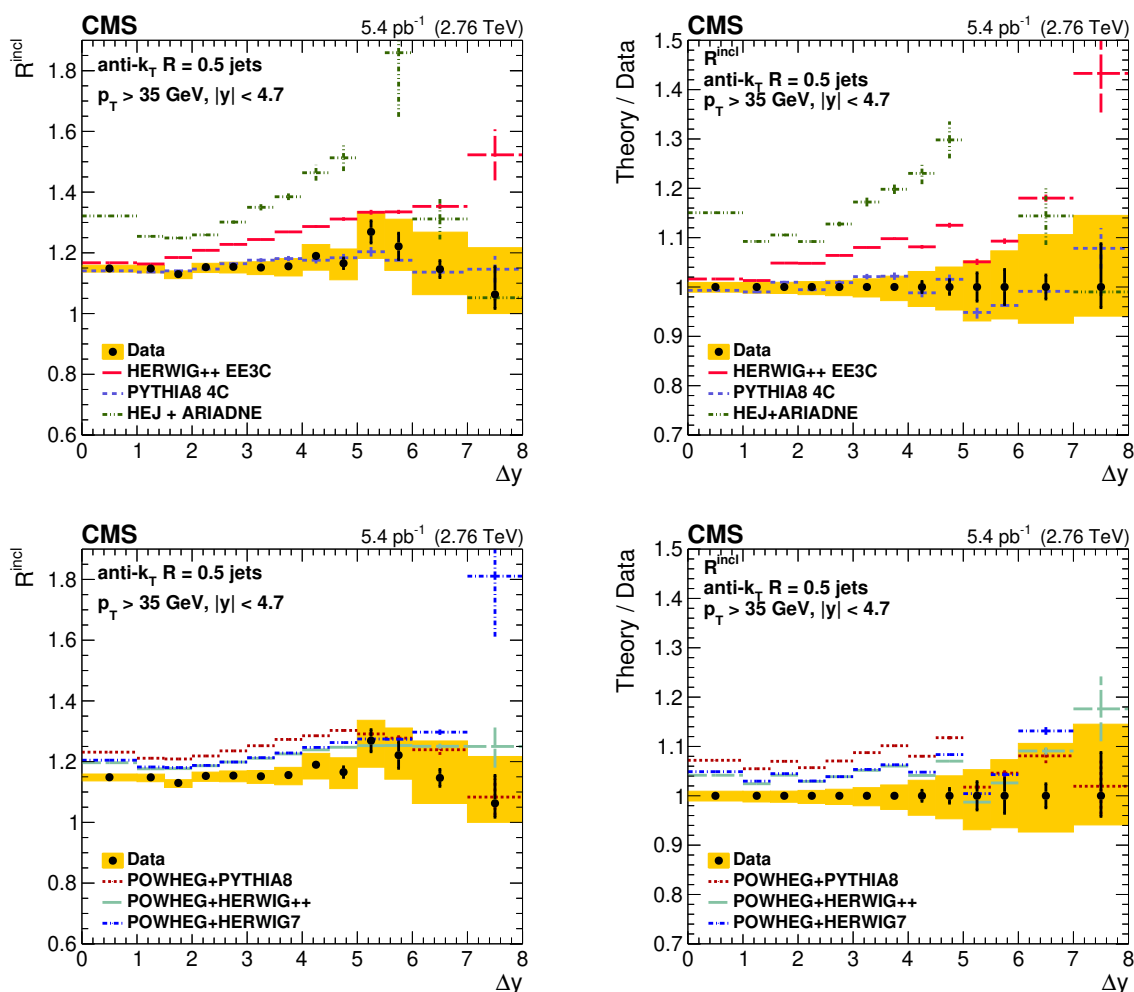 CMS 5.4 pb⁻¹ (2.76 TeV)
R^incl
anti-k_T R = 0.5 jets
p_T > 35 GeV, |y| < 4.7
1.8
1.6
1.4
1.2
1
0.8
0.6
Data
HERWIG++ EE3C
PYTHIA8 4C
HEJ + ARIADNE
0 1 2 3 4 5 6 7 8
Δy
CMS 5.4 pb⁻¹ (2.76 TeV)
Theory / Data
R^incl
anti-k_T R = 0.5 jets
p_T > 35 GeV, |y| < 4.7
1.5
1.4
1.3
1.2
1.1
1
0.9
0.8
0.7
Data
HERWIG++ EE3C
PYTHIA8 4C
HEJ+ARIADNE
0 1 2 3 4 5 6 7 8
Δy
CMS 5.4 pb⁻¹ (2.76 TeV)
R^incl
anti-k_T R = 0.5 jets
p_T > 35 GeV, |y| < 4.7
1.8
1.6
1.4
1.2
1
0.8
0.6
Data
POWHEG+PYTHIA8
POWHEG+HERWIG++
POWHEG+HERWIG7
0 1 2 3 4 5 6 7 8
Δy
CMS 5.4 pb⁻¹ (2.76 TeV)
Theory / Data
R^incl
anti-k_T R = 0.5 jets
p_T > 35 GeV, |y| < 4.7
1.5
1.4
1.3
1.2
1.1
1
0.9
0.8
0.7
Data
POWHEG+PYTHIA8
POWHEG+HERWIG++
POWHEG+HERWIG7
0 1 2 3 4 5 6 7 8
Δy